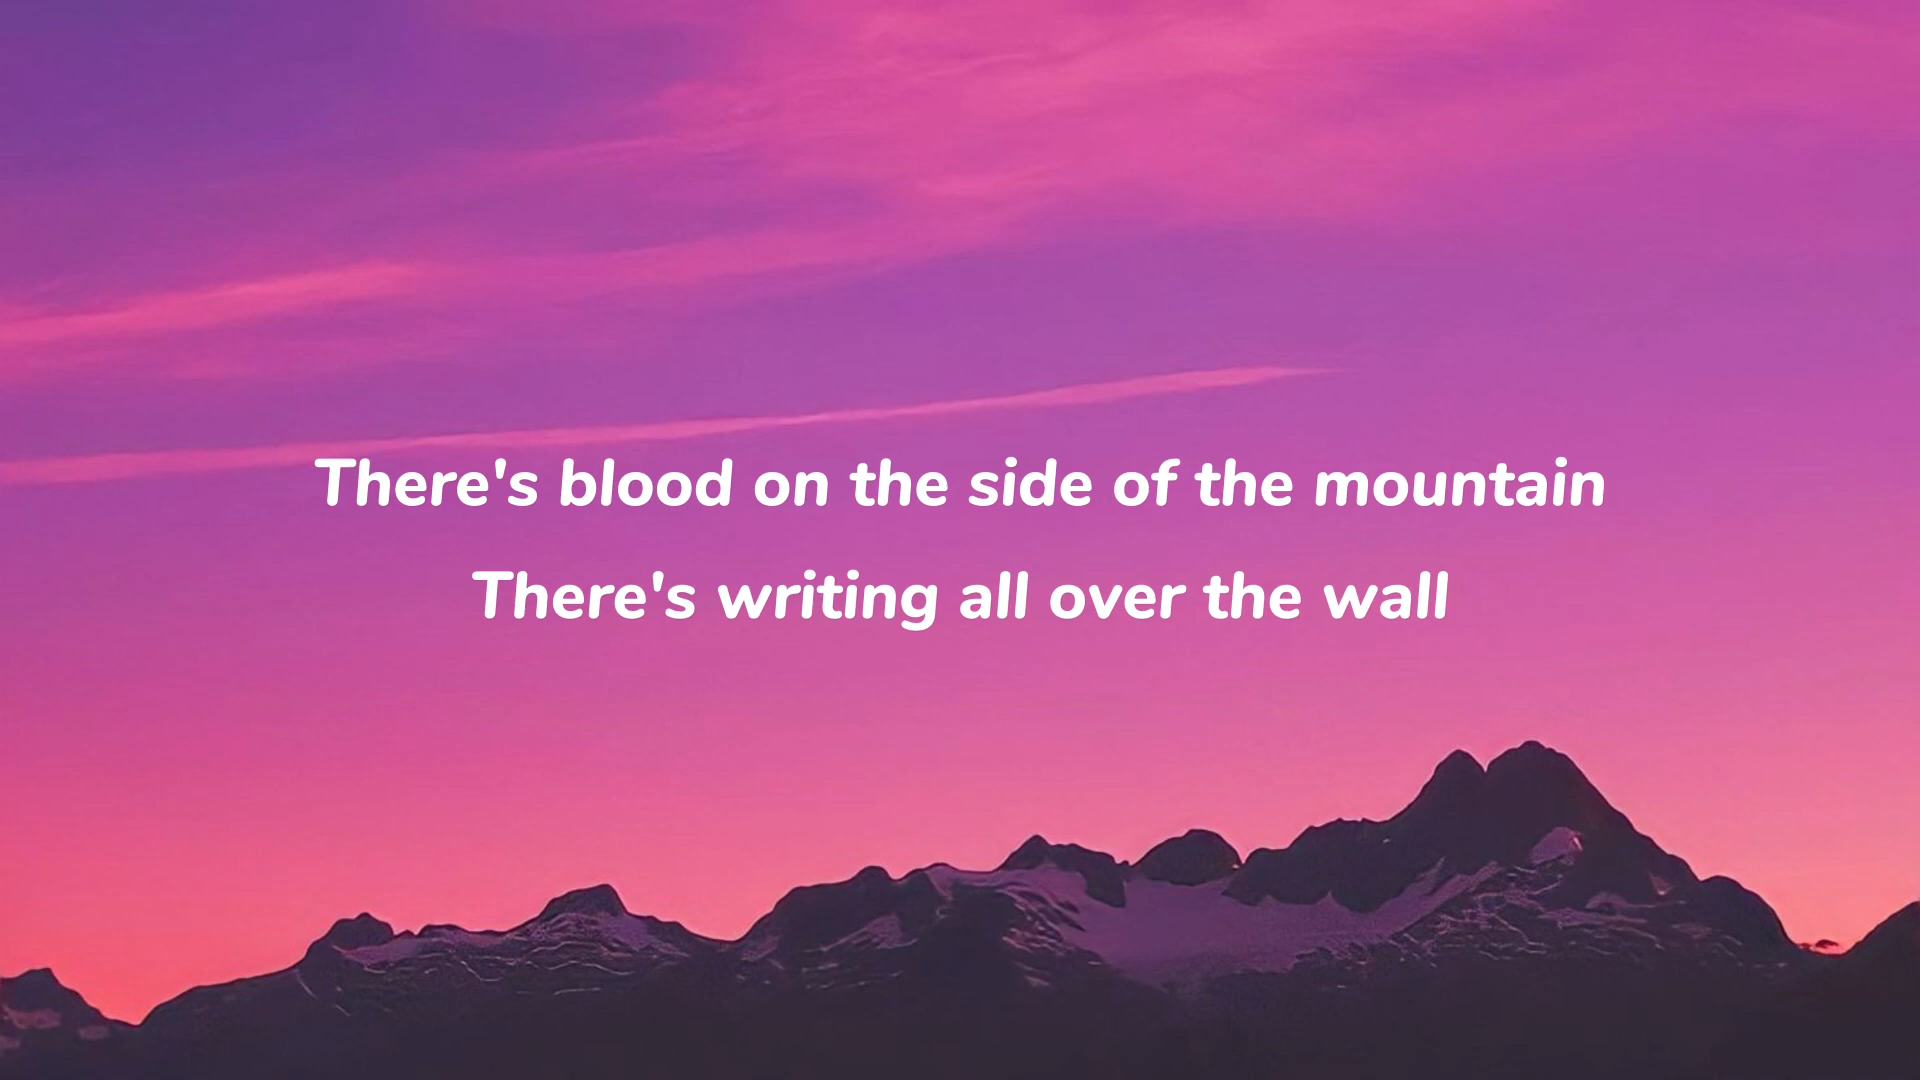 There's blood on the side of the mountain
There's writing all over the wall